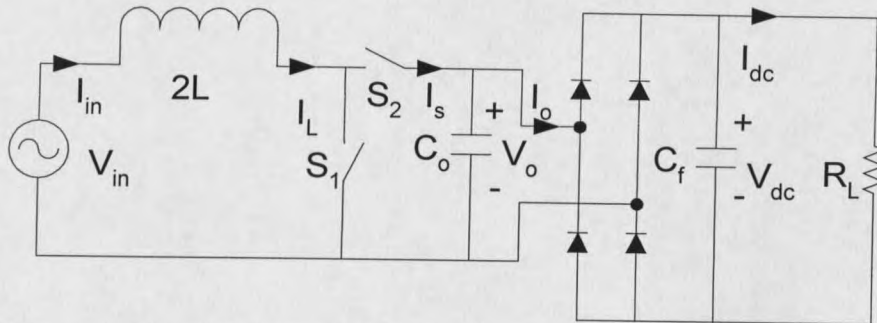 I_in
V_in
2L
I_L
S_1
S_2
I_s
C_o
+
V_o
-
I_o
C_f
I_dc
+
V_dc
-
R_L